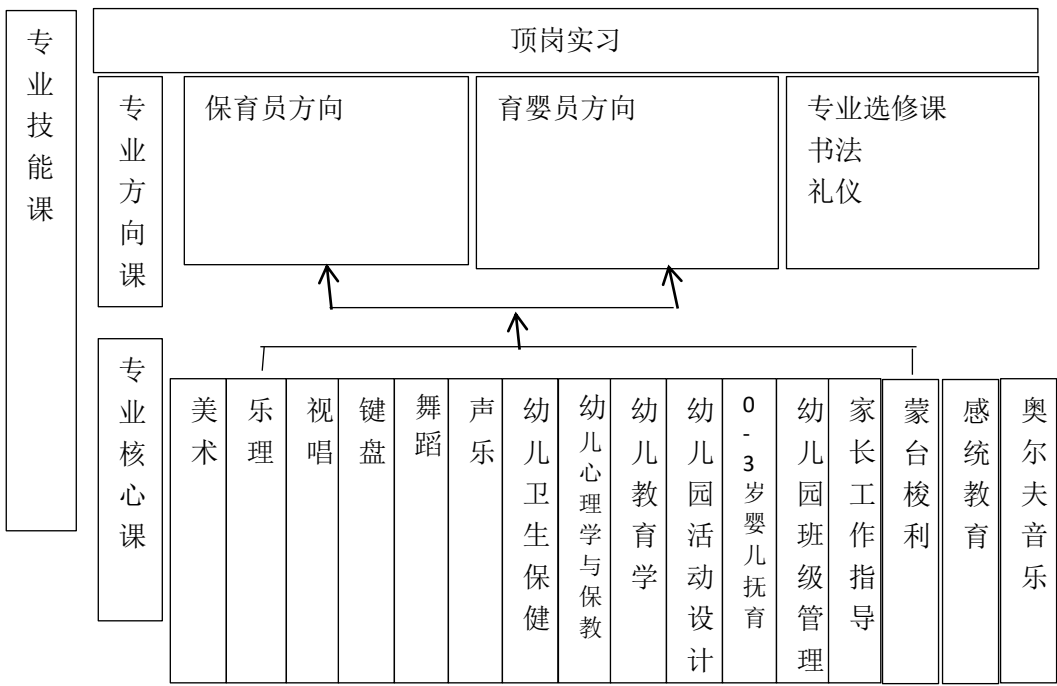 专业技能课
顶岗实习
专业方向课
保育员方向
育婴员方向
专业选修课
书法
礼仪
专业核心课
美术
乐理
视唱
键盘
舞蹈
声乐
幼儿卫生保健
幼儿心理学与保教
幼儿教育学
幼儿园活动设计
0-3岁婴儿抚育
幼儿园班级管理
家长工作指导
蒙台梭利
感统教育
奥尔夫音乐